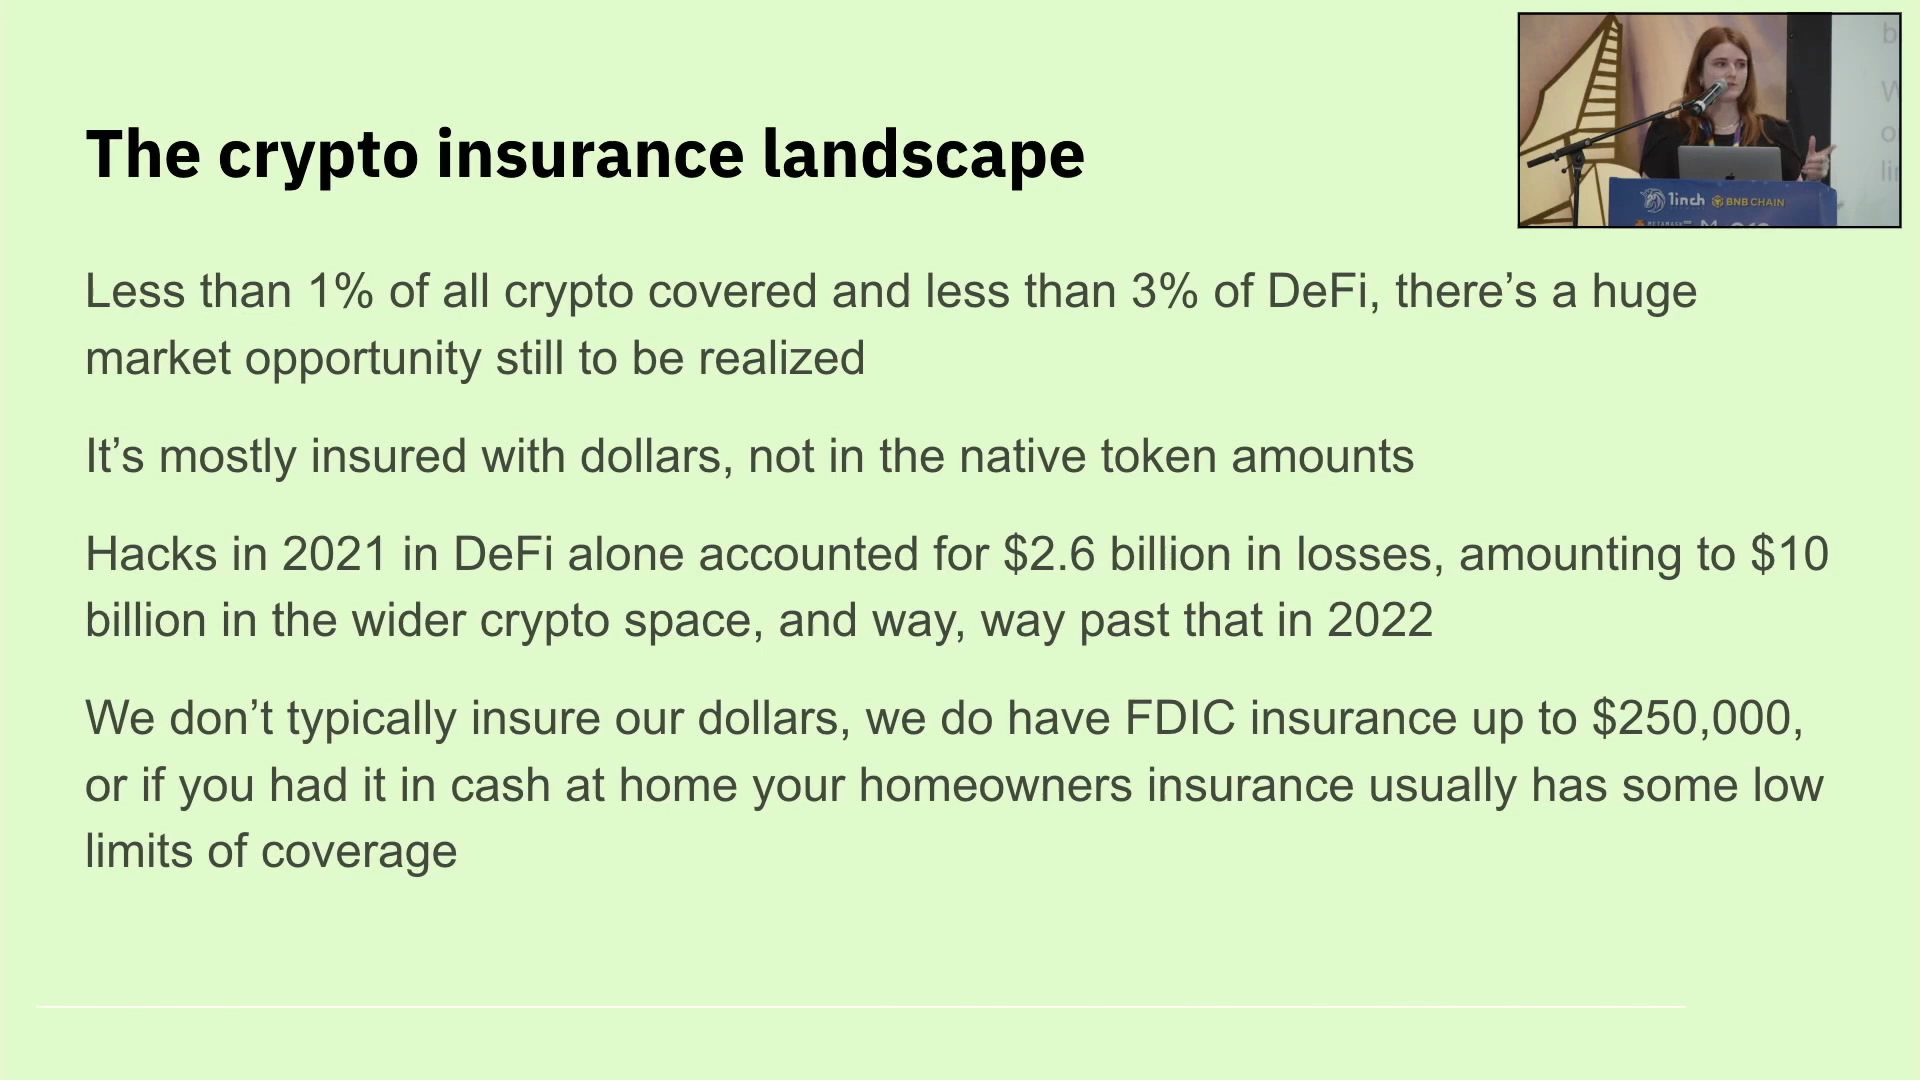 The crypto insurance landscape
Less than 1% of all crypto covered and less than 3% of DeFi, there’s a huge
market opportunity still to be realized
It’s mostly insured with dollars, not in the native token amounts
Hacks in 2021 in DeFi alone accounted for $2.6 billion in losses, amounting to $10
billion in the wider crypto space, and way, way past that in 2022
We don’t typically insure our dollars, we do have FDIC insurance up to $250,000,
or if you had it in cash at home your homeowners insurance usually has some low
limits of coverage
1inch BNB CHAIN